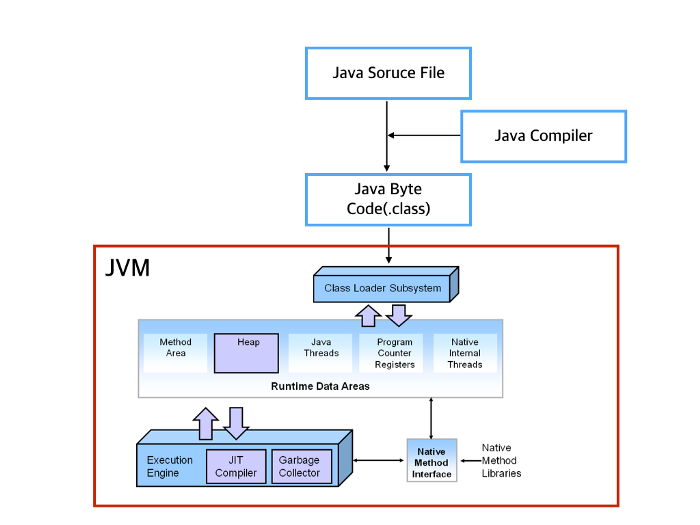 Java Soruce File
Java Compiler
Java Byte
Code(.class)
JVM
Class Loader Subsystem
Method
Area
Heap
Java
Threads
Program
Counter
Registers
Native
Internal
Threads
Runtime Data Areas
Execution
Engine
JIT
Compiler
Garbage
Collector
Native
Method
Interface
Native
Method
Libraries